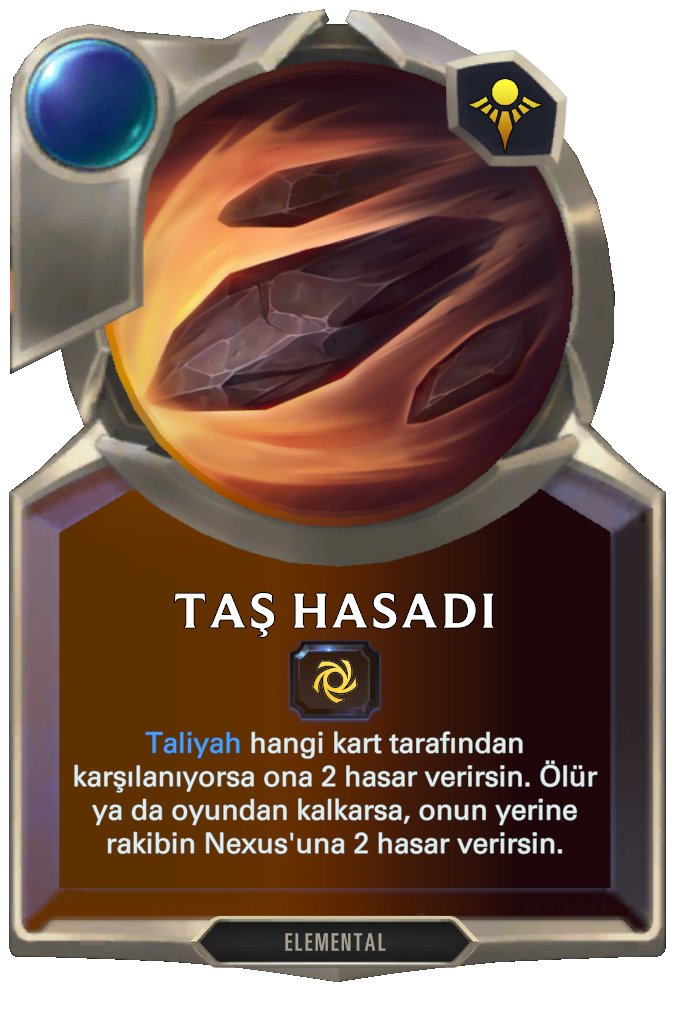 TAŞ HASADI
Taliyah hangi kart tarafından
karşılanıyorsa ona 2 hasar verirsin. Ölür
ya da oyundan kalkarsa, onun yerine
rakibin Nexus'una 2 hasar verirsin.
ELEMENTAL